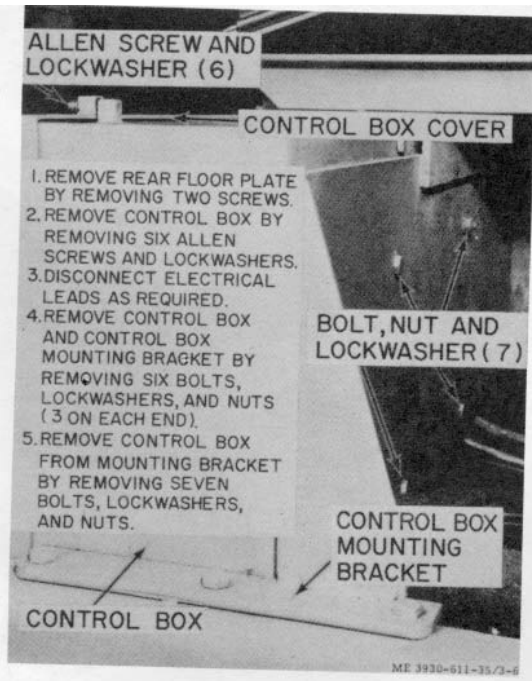 ALLEN SCREW AND
LOCKWASHER (6)
CONTROL BOX COVER
1. REMOVE REAR FLOOR PLATE
BY REMOVING TWO SCREWS.
2. REMOVE CONTROL BOX BY
REMOVING SIX ALLEN
SCREWS AND LOCKWASHERS.
3. DISCONNECT ELECTRICAL
LEADS AS REQUIRED.
4. REMOVE CONTROL BOX
AND CONTROL BOX
MOUNTING BRACKET BY
REMOVING SIX BOLTS,
LOCKWASHERS, AND NUTS
(3 ON EACH END).
5. REMOVE CONTROL BOX
FROM MOUNTING BRACKET
BY REMOVING SEVEN
BOLTS, LOCKWASHERS,
AND NUTS.
BOLT, NUT AND
LOCKWASHER (7)
CONTROL BOX
MOUNTING
BRACKET
CONTROL BOX
ME 3930-611-35/3-6